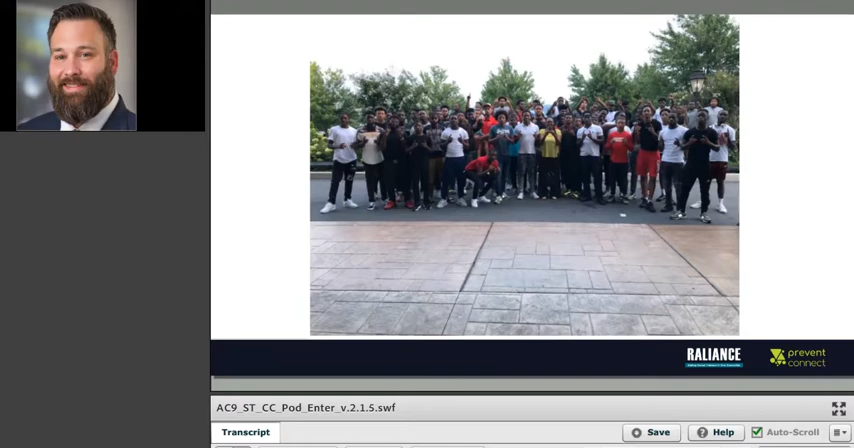 RALIANCE
prevent
connect
AC9_ST_CC_Pod_Enter_v.2.1.5.swf
Transcript
Save
Help
Auto-Scroll